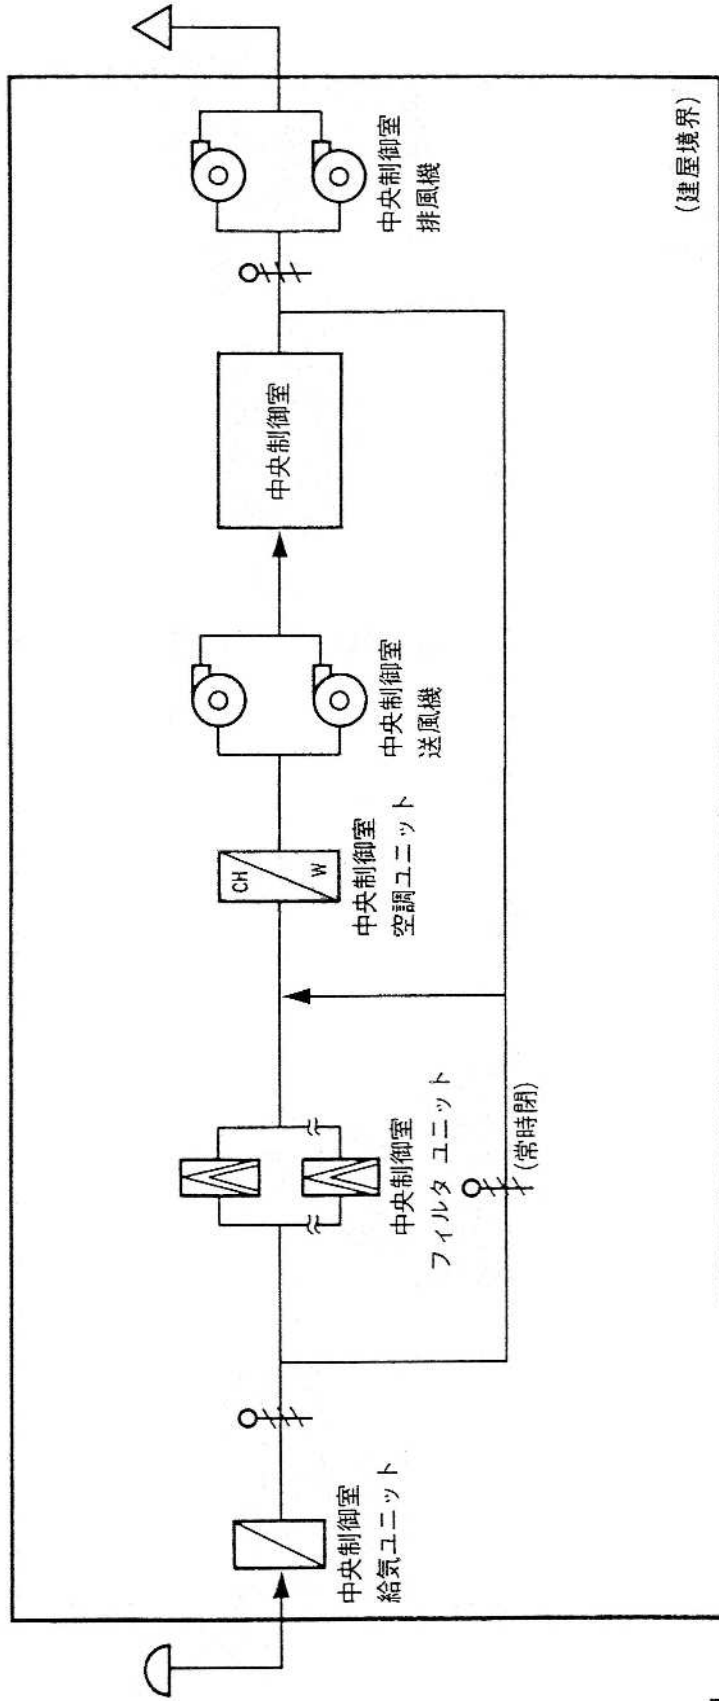 中央制御室
給気ユニット
中央制御室
フィルタ ユニット
(常時閉)
CH
W
中央制御室
空調ユニット
中央制御室
送風機
中央制御室
中央制御室
排風機
(建屋境界)